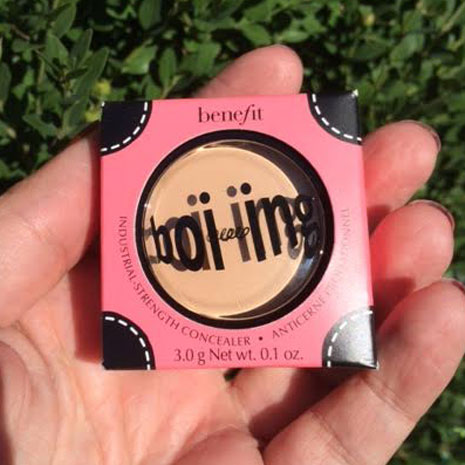 benefit
boï ïng
INDUSTRIAL-STRENGTH CONCEALER • ANTICERNE
3.0 g Net wt. 0.1 oz.